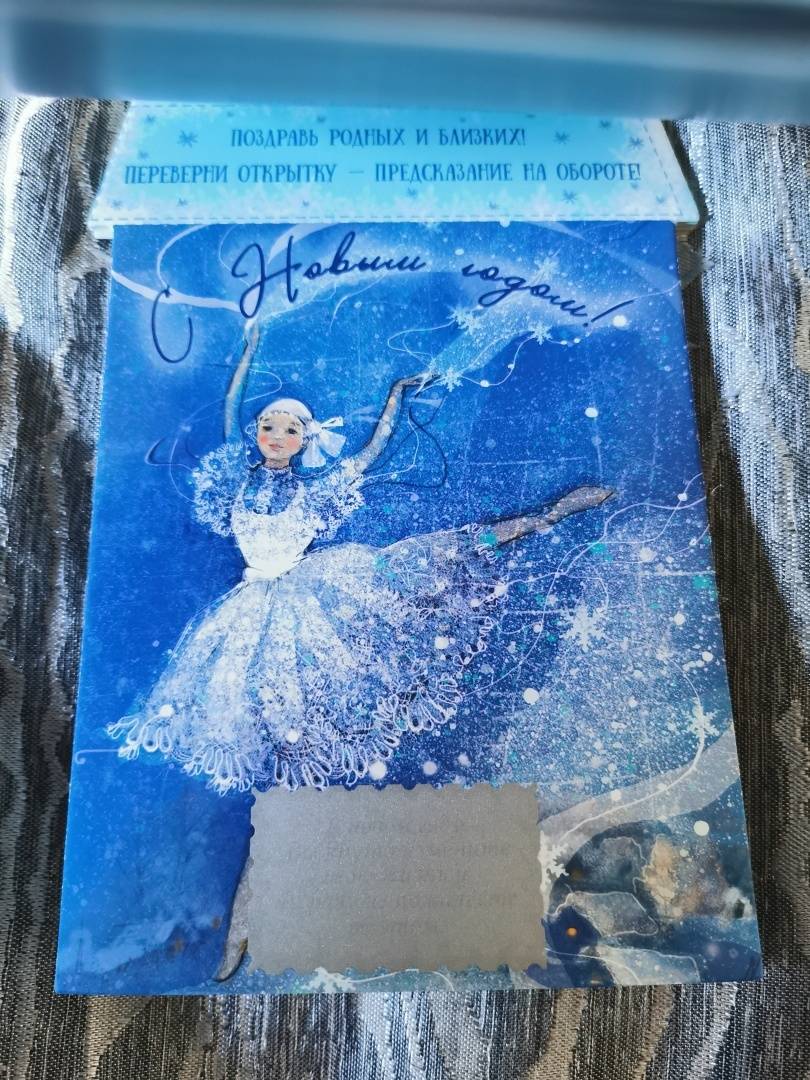 ПОЗДРАВЬ РОДНЫХ И БЛИЗКИХ!
ПЕРЕВЕРНИ ОТКРЫТКУ – ПРЕДСКАЗАНИЕ НА ОБОРОТЕ!
С Новым годом!